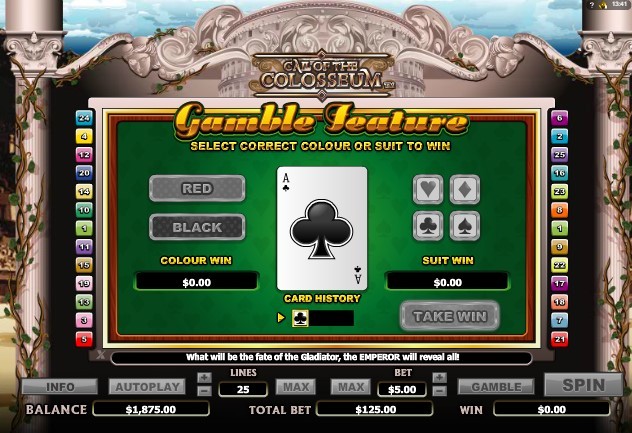 ? 13:41
CALL OF THE
COLOSSEUM™
Gamble Feature
SELECT CORRECT COLOUR OR SUIT TO WIN
24 6
4 2
12 25
20 16
14 23
10 8
1 1
11 9
15 22
19 17
13 18
3 7
5 21
RED
BLACK
A
A
COLOUR WIN
$0.00
SUIT WIN
$0.00
CARD HISTORY
TAKE WIN
X
What will be the fate of the Gladiator, the EMPEROR will reveal all!
INFO
AUTOPLAY
+
-
LINES
25
MAX
MAX
BET
$5.00
+
-
GAMBLE
SPIN
BALANCE $1,875.00 TOTAL BET $125.00 WIN $0.00